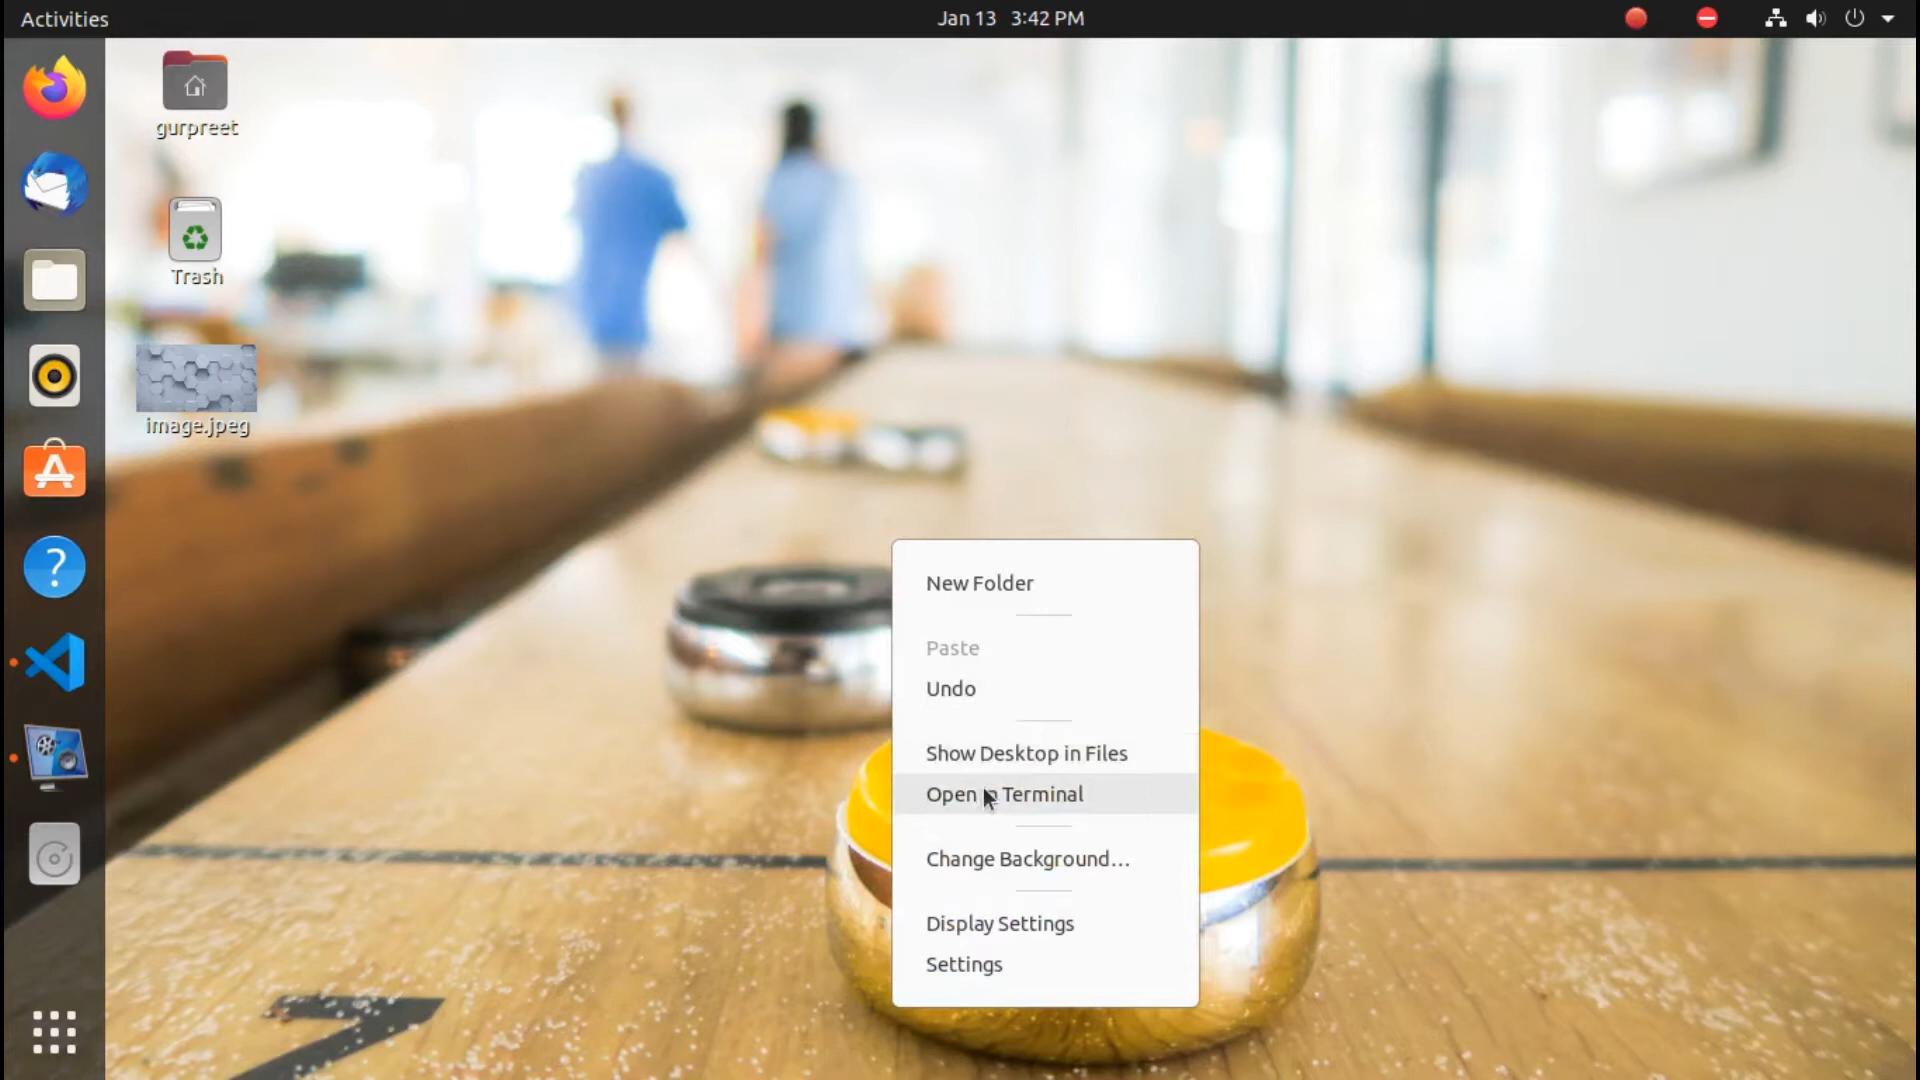 Activities
Jan 13 3:42 PM
gurpreet
Trash
image.jpeg
New Folder
Paste
Undo
Show Desktop in Files
Open in Terminal
Change Background...
Display Settings
Settings
7